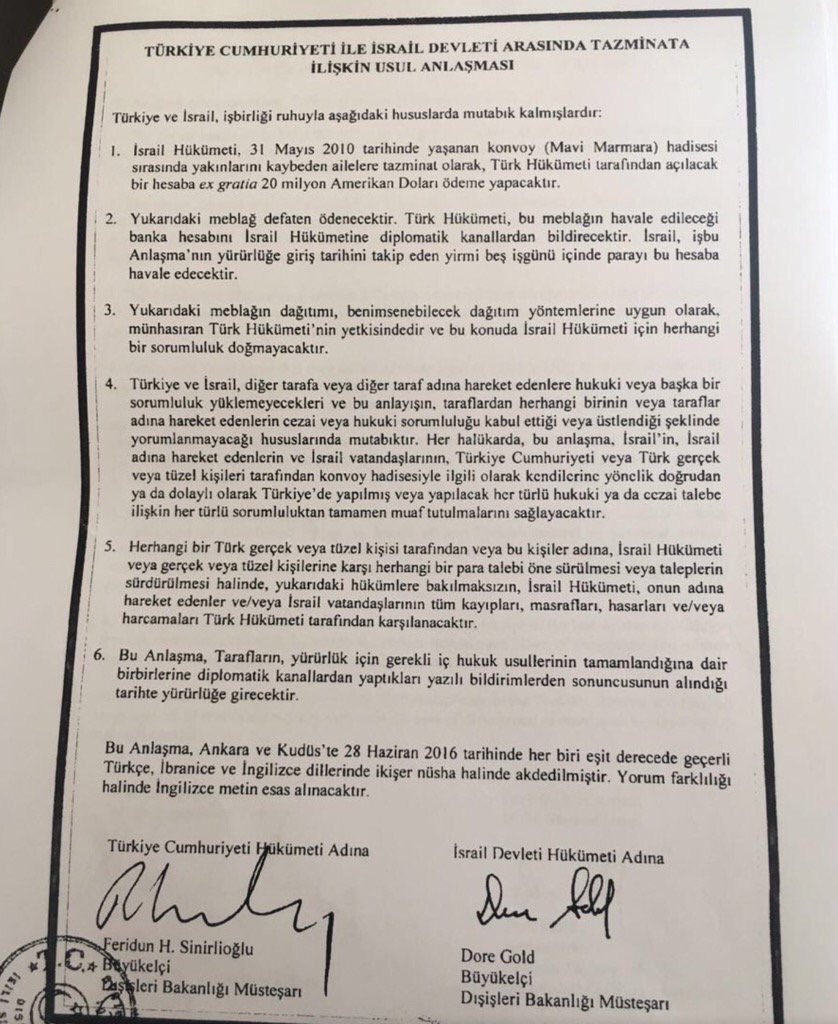 TÜRKİYE CUMHURİYETİ İLE İSRAİL DEVLETİ ARASINDA TAZMİNATA
İLİŞKİN USUL ANLAŞMASI
Türkiye ve İsrail, işbirliği ruhuyla aşağıdaki hususlarda mutabık kalmışlardır:
1. İsrail Hükümeti, 31 Mayıs 2010 tarihinde yaşanan konvoy (Mavi Marmara) hadisesi
sırasında yakınlarını kaybeden ailelere tazminat olarak, Türk Hükümeti tarafından açılacak
bir hesaba ex gratia 20 milyon Amerikan Doları ödeme yapacaktır.
2. Yukarıdaki meblağ defaten ödenecektir. Türk Hükümeti, bu meblağın havale edileceği
banka hesabını İsrail Hükümetine diplomatik kanallardan bildirecektir. İsrail, işbu
Anlaşma'nın yürürlüğe giriş tarihini takip eden yirmi beş işgünü içinde parayı bu hesaba
havale edecektir.
3. Yukarıdaki meblağın dağıtımı, benimsenebilecek dağıtım yöntemlerine uygun olarak,
münhasıran Türk Hükümeti'nin yetkisindedir ve bu konuda İsrail Hükümeti için herhangi
bir sorumluluk doğmayacaktır.
4. Türkiye ve İsrail, diğer tarafa veya diğer taraf adına hareket edenlere hukuki veya başka bir
sorumluluk yüklemeyecekleri ve bu anlayışın, taraflardan herhangi birinin veya taraflar
adına hareket edenlerin cezai veya hukuki sorumluluğu kabul ettiği veya üstlendiği şeklinde
yorumlanmayacağı hususlarında mutabıktır. Her halükarda, bu anlaşma, İsrail'in, İsrail
adına hareket edenlerin ve İsrail vatandaşlarının, Türkiye Cumhuriyeti veya Türk gerçek
veya tüzel kişileri tarafından konvoy hadisesiyle ilgili olarak kendilerine yönelik doğrudan
ya da dolaylı olarak Türkiye'de yapılmış veya yapılacak her türlü hukuki ya da cezai talebe
ilişkin her türlü sorumluluktan tamamen muaf tutulmalarını sağlayacaktır.
5. Herhangi bir Türk gerçek veya tüzel kişisi tarafından veya bu kişiler adına, İsrail Hükümeti
veya gerçek veya tüzel kişilerine karşı herhangi bir para talebi öne sürülmesi veya taleplerin
sürdürülmesi halinde, yukarıdaki hükümlere bakılmaksızın, İsrail Hükümeti, onun adına
hareket edenler ve/veya İsrail vatandaşlarının tüm kayıpları, masrafları, hasarları ve/veya
harcamaları Türk Hükümeti tarafından karşılanacaktır.
6. Bu Anlaşma, Tarafların, yürürlük için gerekli iç hukuk usullerinin tamamlandığına dair
birbirlerine diplomatik kanallardan yaptıkları yazılı bildirimlerden sonuncusunun alındığı
tarihte yürürlüğe girecektir.
Bu Anlaşma, Ankara ve Kudüs'te 28 Haziran 2016 tarihinde her biri eşit derecede geçerli
Türkçe, İbranice ve İngilizce dillerinde ikişer nüsha halinde akdedilmiştir. Yorum farklılığı
halinde İngilizce metin esas alınacaktır.
Türkiye Cumhuriyeti Hükümeti Adına
Feridun H. Sinirlioğlu
Büyükelçi
Dışişleri Bakanlığı Müsteşarı
İsrail Devleti Hükümeti Adına
Dore Gold
Büyükelçi
Dışişleri Bakanlığı Müsteşarı
T.C.